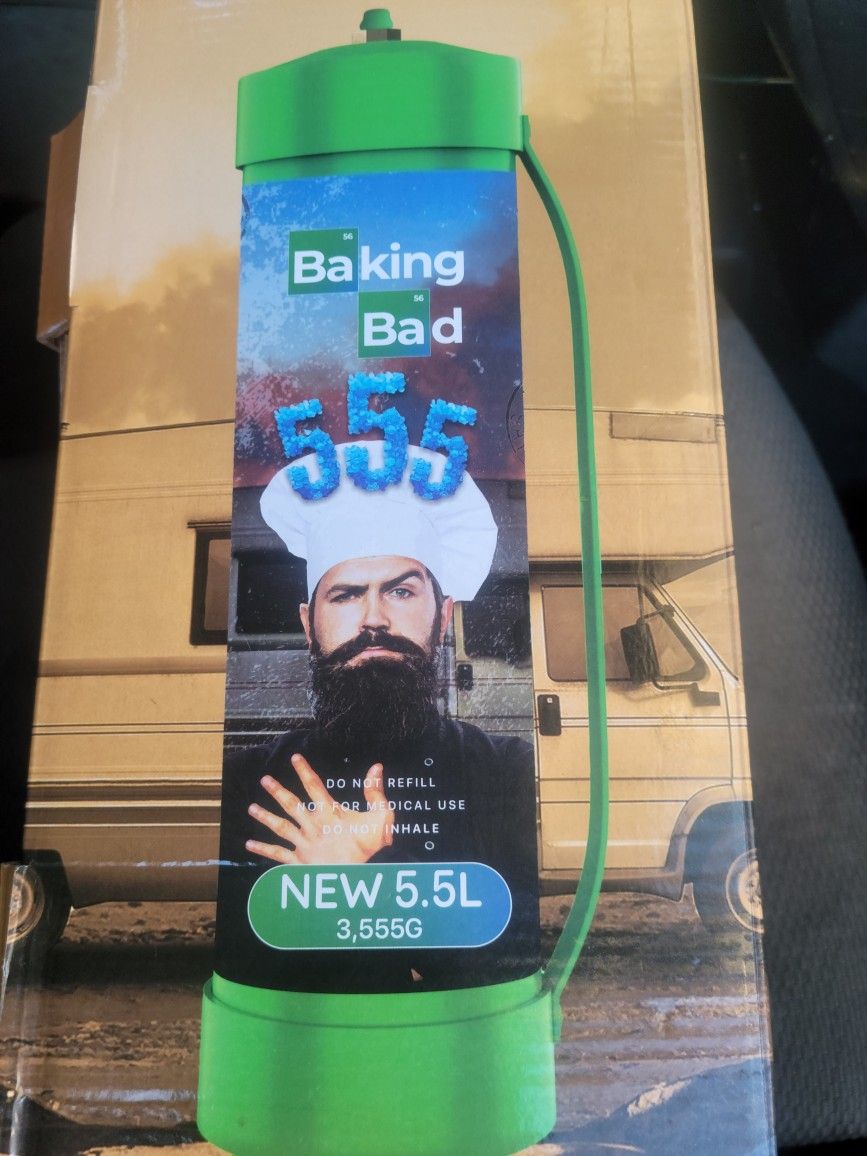 56
Baking
56
Bad
555
DO NOT REFILL
NOT FOR MEDICAL USE
DO NOT INHALE
NEW 5.5L
3,555G